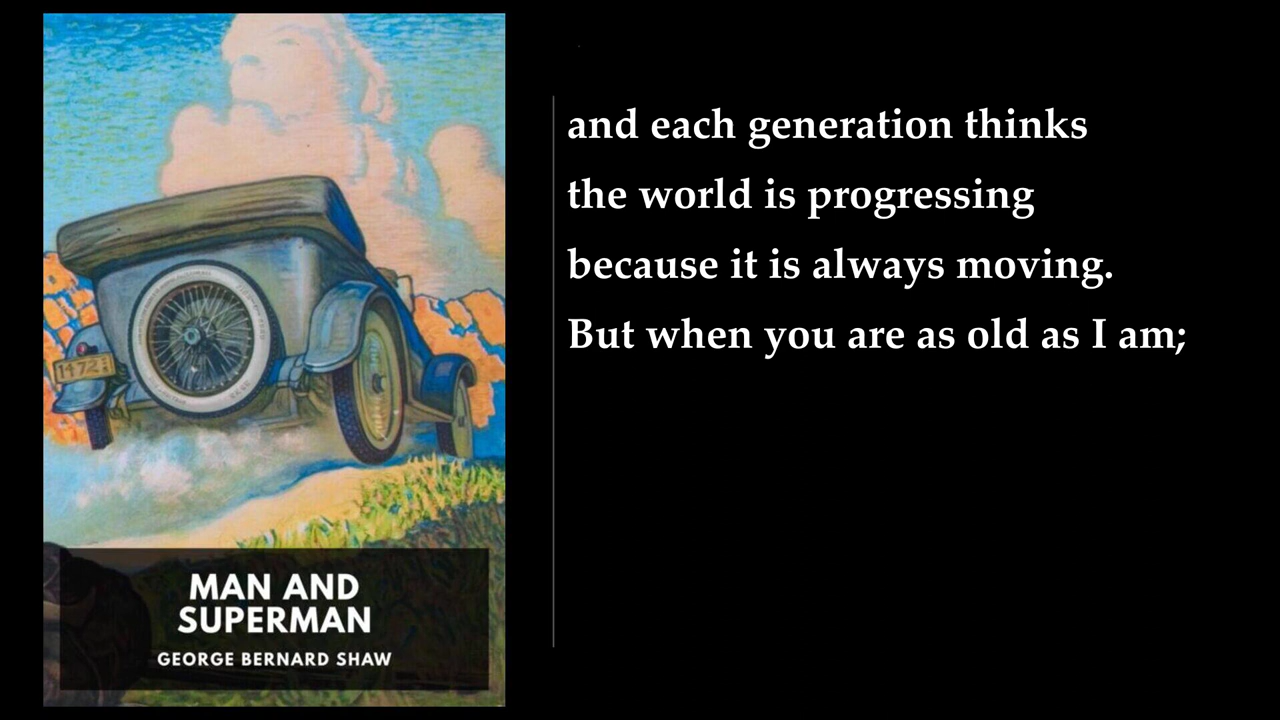 1472
MAN AND
SUPERMAN
GEORGE BERNARD SHAW
and each generation thinks
the world is progressing
because it is always moving.
But when you are as old as I am;